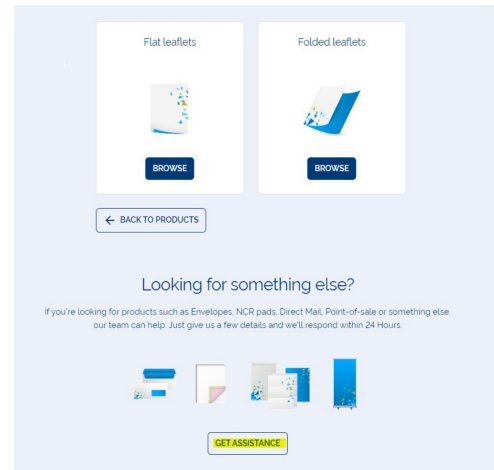 Flat leaflets
Folded leaflets
BROWSE
BROWSE
← BACK TO PRODUCTS
Looking for something else?
If you're looking for products such as Envelopes, NCR pads, Direct Mail, Point-of-sale or something else,
our team can help. Just give us a few details and we'll respond within 24 Hours.
GET ASSISTANCE